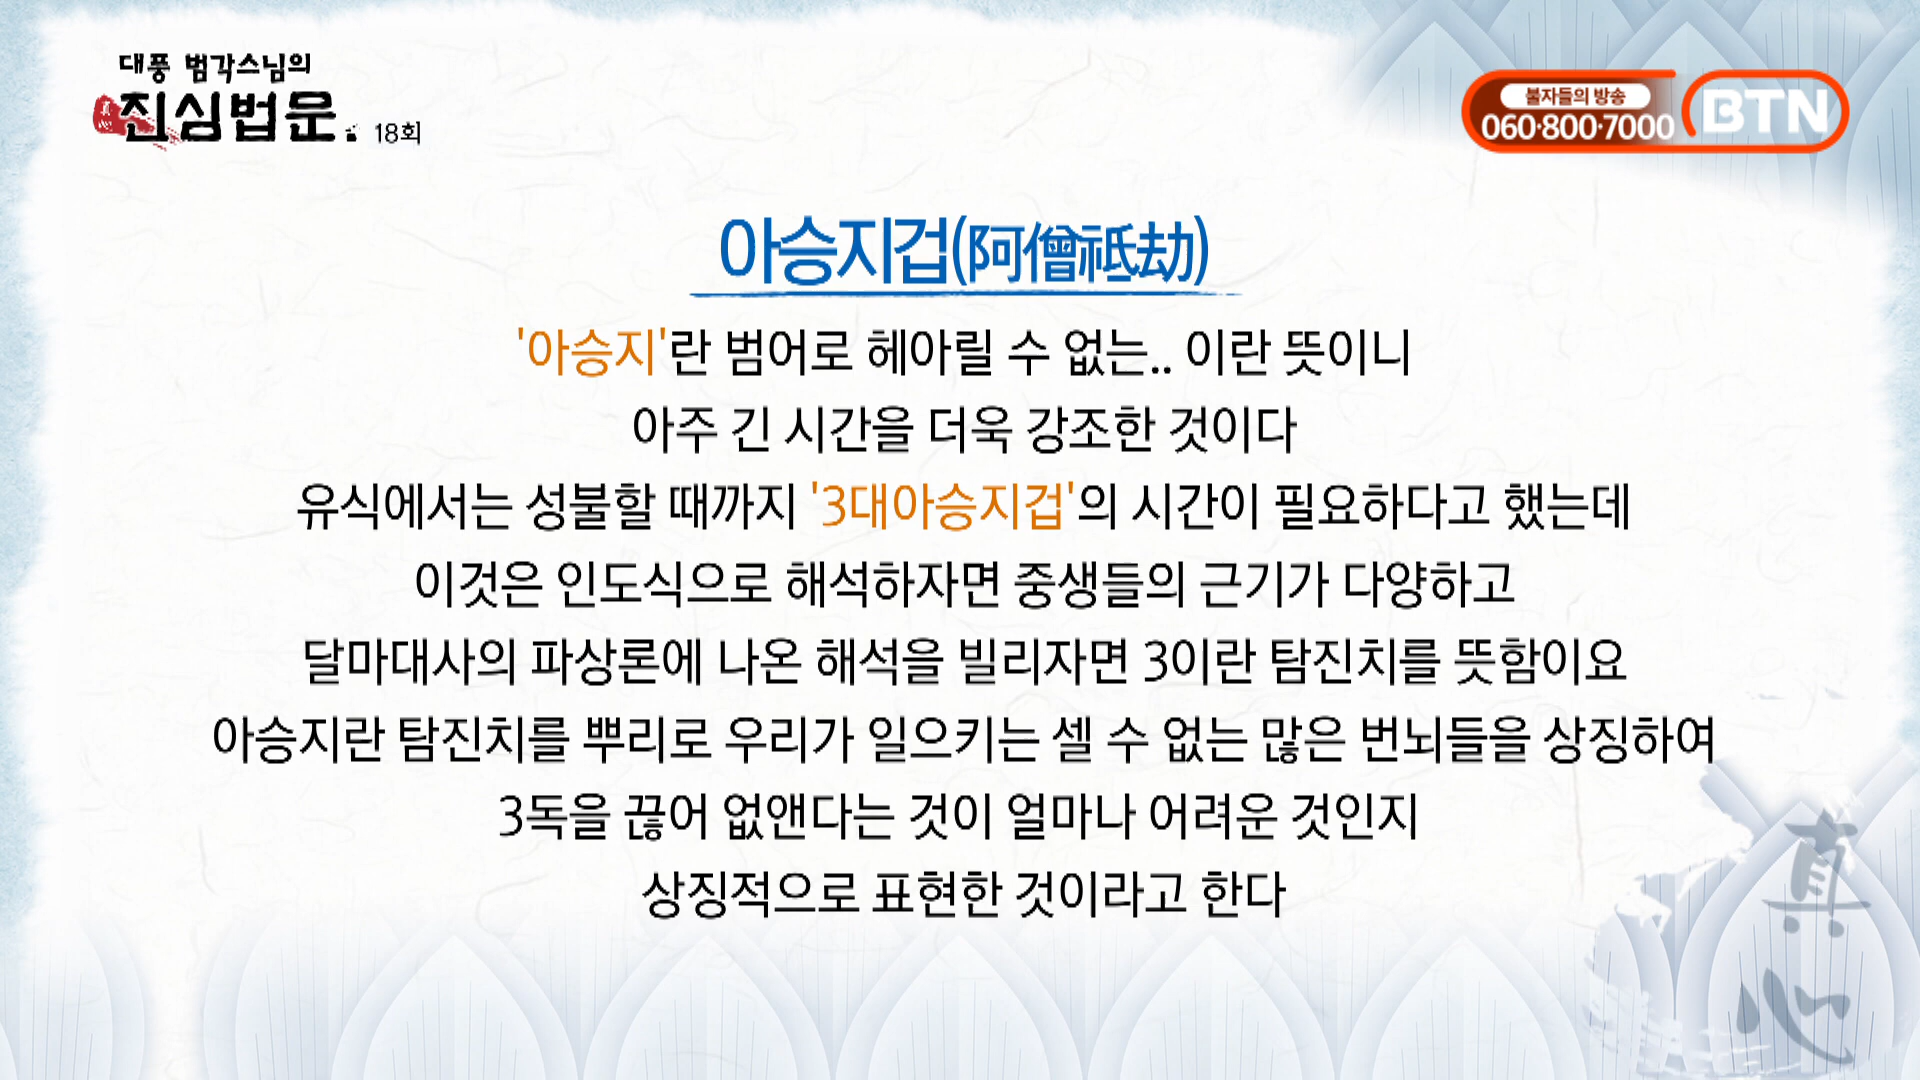 대풍 범각스님의
진심법문. 18회
불자들의 방송
060·800·7000
BTN
아승지겁(阿僧祗劫)
'아승지'란 범어로 헤아릴 수 없는.. 이란 뜻이니
아주 긴 시간을 더욱 강조한 것이다
유식에서는 성불할 때까지 '3대아승지겁'의 시간이 필요하다고 했는데
이것은 인도식으로 해석하자면 중생들의 근기가 다양하고
달마대사의 파상론에 나온 해석을 빌리자면 3이란 탐진치를 뜻함이요
아승지란 탐진치를 뿌리로 우리가 일으키는 셀 수 없는 많은 번뇌들을 상징하여
3독을 끊어 없앤다는 것이 얼마나 어려운 것인지
상징적으로 표현한 것이라고 한다
真
心